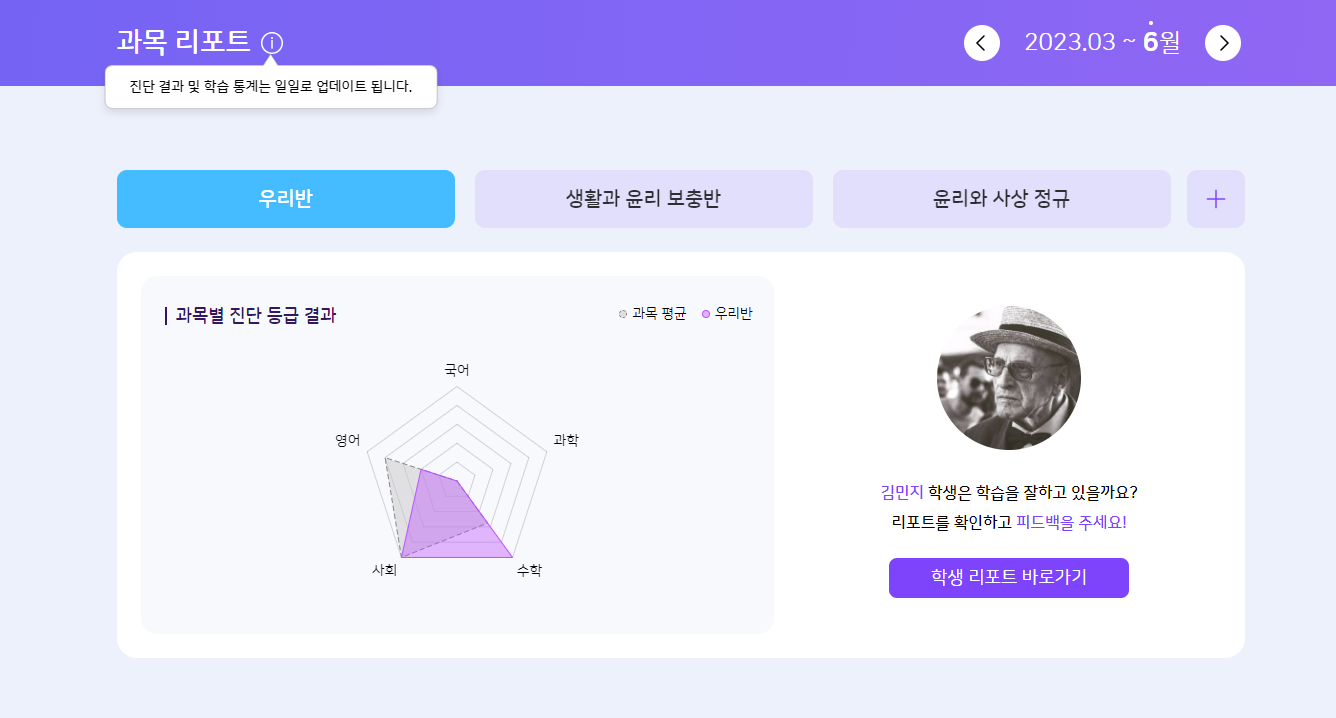 과목 리포트
2023.03 ~ 6월
진단 결과 및 학습 통계는 일일로 업데이트 됩니다.
우리반
생활과 윤리 보충반
윤리와 사상 정규
과목별 진단 등급 결과
과목 평균
우리반
국어
영어
과학
사회
수학
김민지 학생은 학습을 잘하고 있을까요?
리포트를 확인하고 피드백을 주세요!
학생 리포트 바로가기